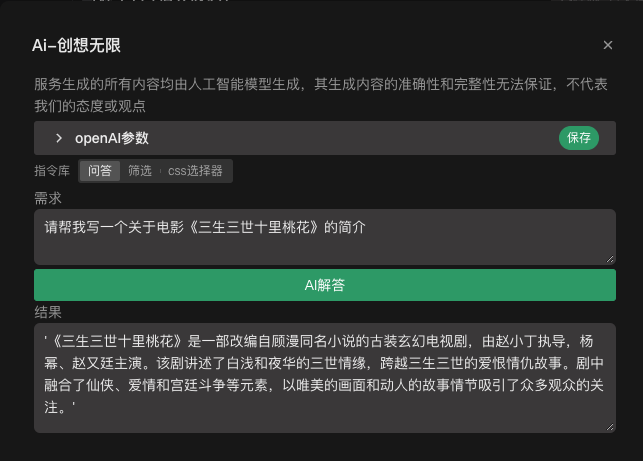 Ai-创想无限
服务生成的所有内容均由人工智能模型生成，其生成内容的准确性和完整性无法保证，不代表
我们的态度或观点
openAI参数
保存
指令库 问答 筛选 css选择器
需求
请帮我写一个关于电影《三生三世十里桃花》的简介
AI解答
结果
'《三生三世十里桃花》是一部改编自顾漫同名小说的古装玄幻电视剧，由赵小丁执导，杨
幂、赵又廷主演。该剧讲述了白浅和夜华的三世情缘，跨越三生三世的爱恨情仇故事。剧中
融合了仙侠、爱情和宫廷斗争等元素，以唯美的画面和动人的故事情节吸引了众多观众的关
注。'